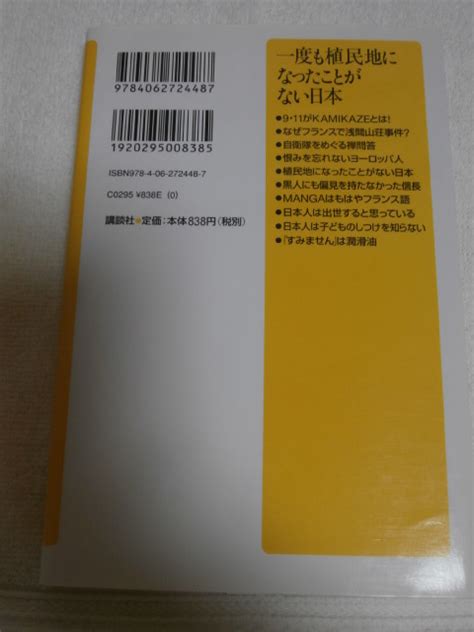 9784062724487
1920295008385
ISBN978-4-06-272448-7
C0295 ¥838E (0)
講談社●定価:本体838円(税別)
一度も植民地に
なったことが
ない日本
●9・11がKAMIKAZEとは!
●なぜフランスで浅間山荘事件?
●自衛隊をめぐる禅問答
●恨みを忘れないヨーロッパ人
●植民地になったことがない日本
●黒人にも偏見を持たなかった信長
●MANGAはもはやフランス語
●日本人は出世すると思っている
●日本人は子どものしつけを知らない
●「すみません」は潤滑油